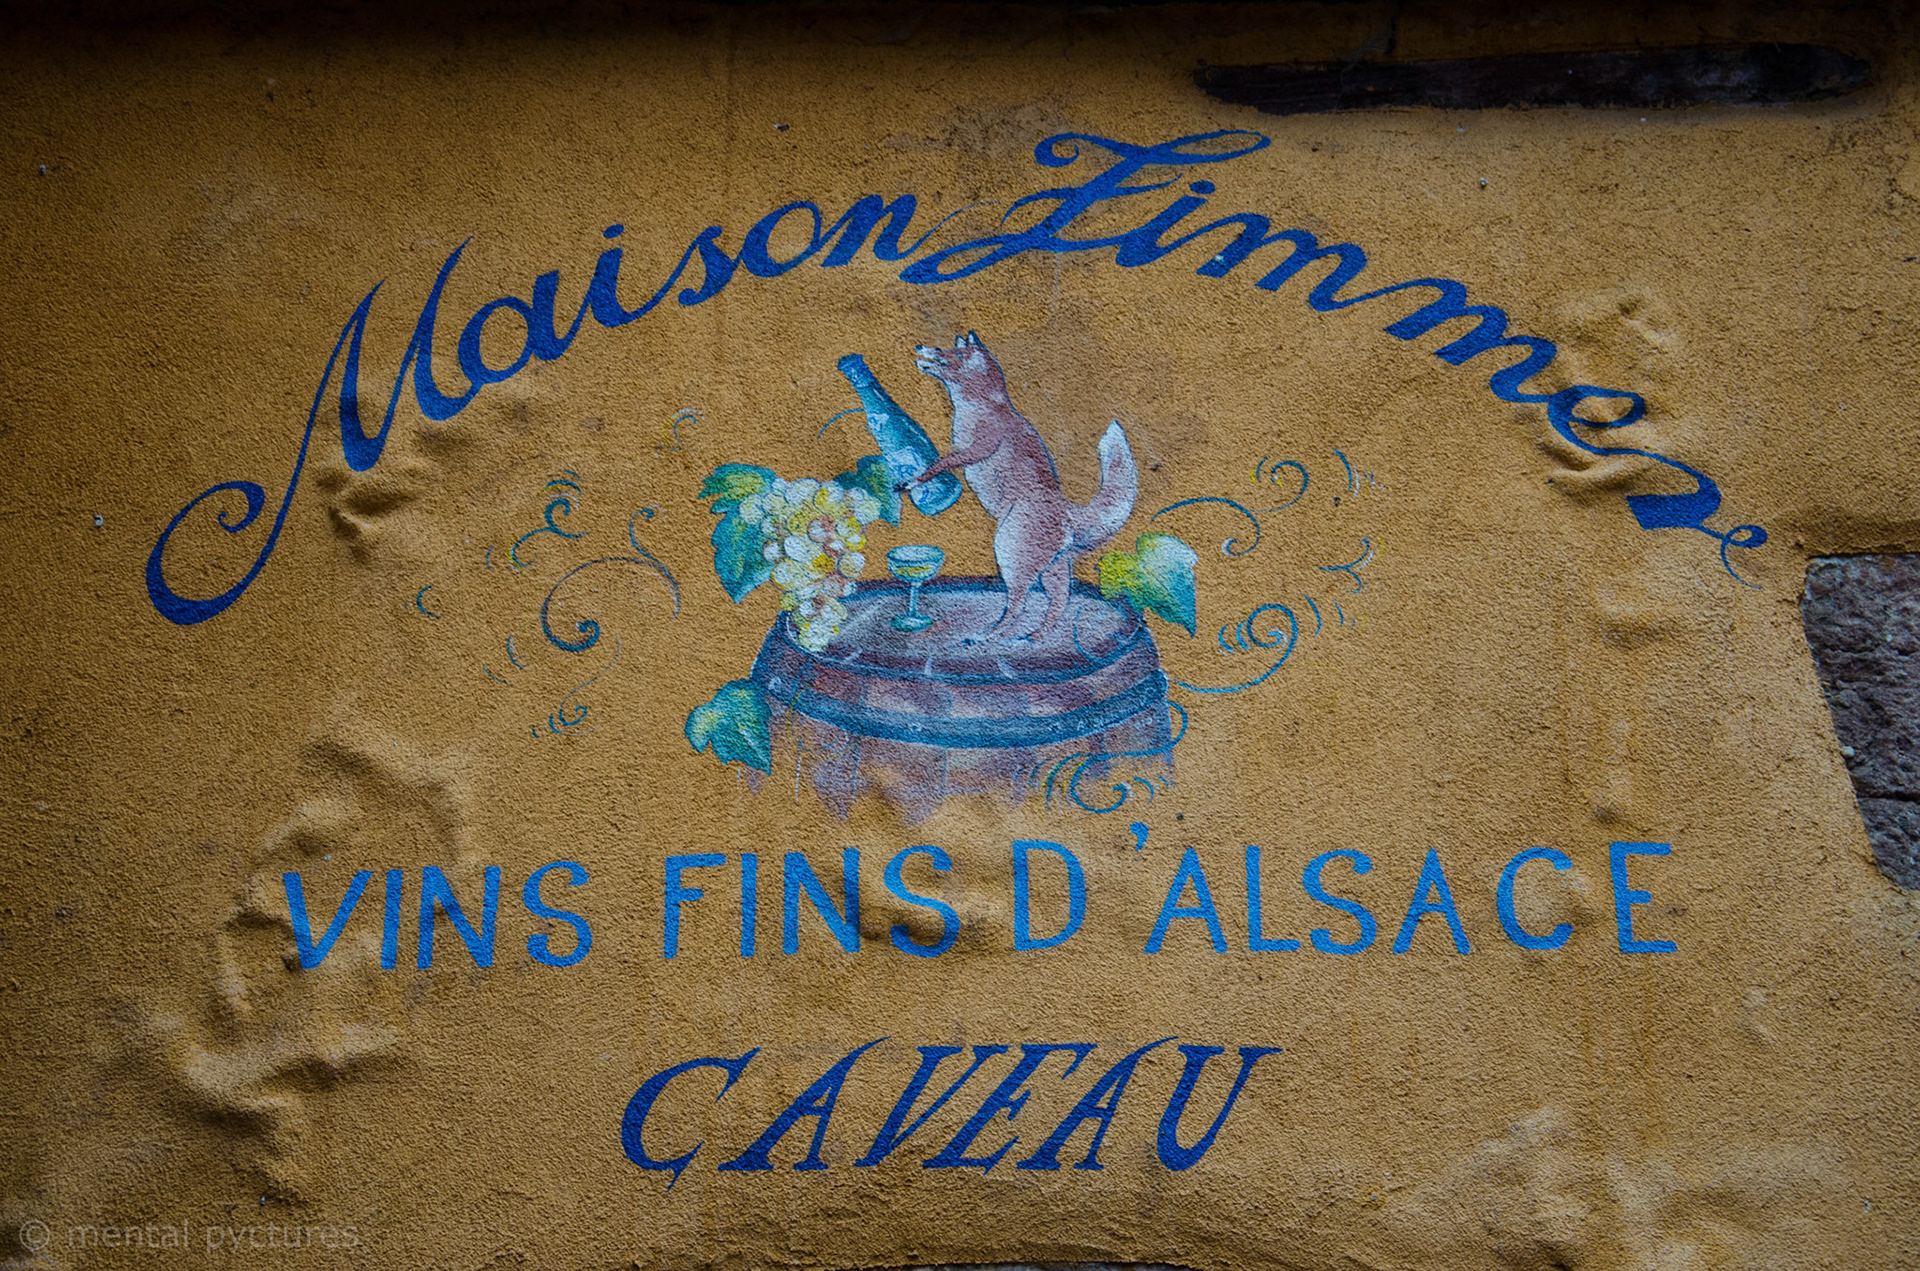 Maison Zimmer
VINS FINS D'ALSACE
CAVEAU
© mental pyctures